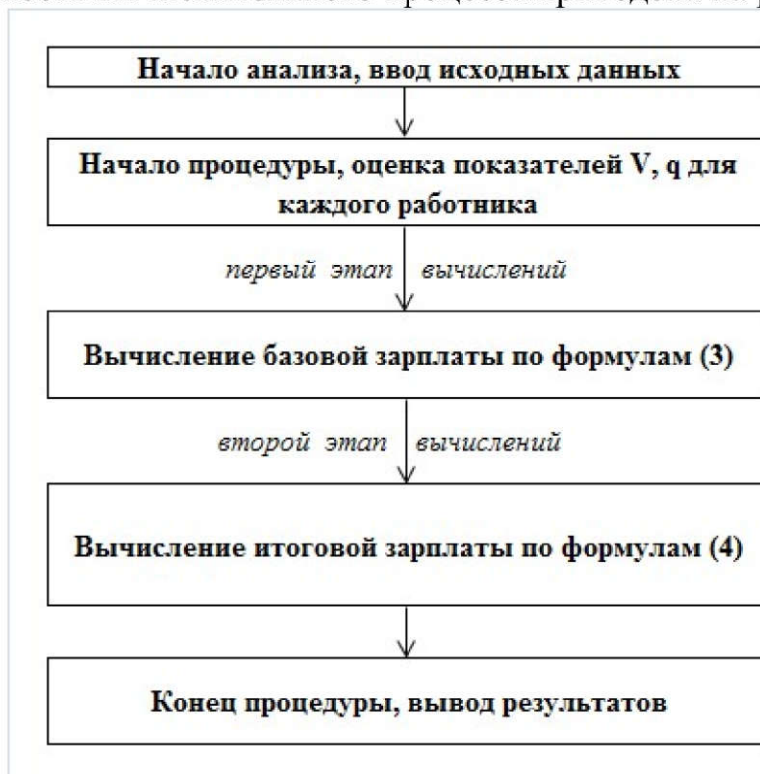 Начало анализа, ввод исходных данных
Начало процедуры, оценка показателей V, q для
каждого работника
первый этап вычислений
Вычисление базовой зарплаты по формулам (3)
второй этап вычислений
Вычисление итоговой зарплаты по формулам (4)
Конец процедуры, вывод результатов